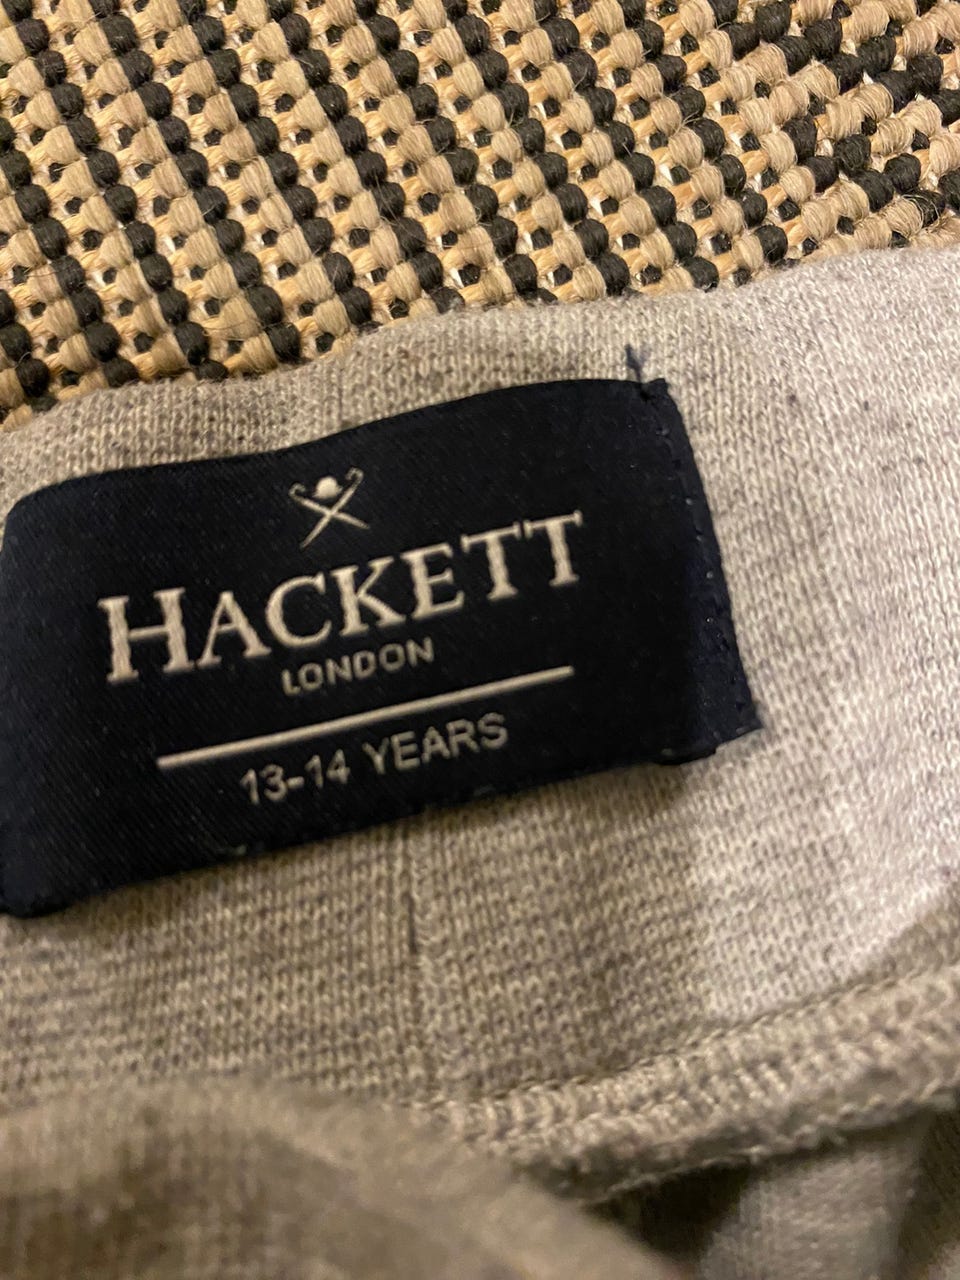 HACKETT
LONDON
13-14 YEARS